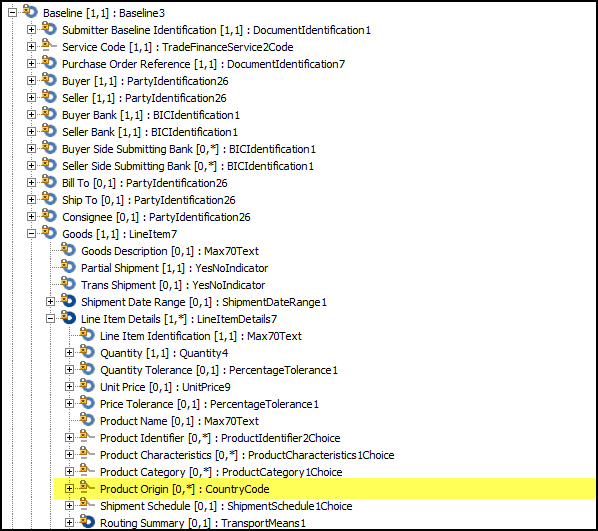 Baseline [1,1] : Baseline3
Submitter Baseline Identification [1,1] : DocumentIdentification1
Service Code [1,1] : TradeFinanceService2Code
Purchase Order Reference [1,1] : DocumentIdentification7
Buyer [1,1] : PartyIdentification26
Seller [1,1] : PartyIdentification26
Buyer Bank [1,1] : BICIdentification1
Seller Bank [1,1] : BICIdentification1
Buyer Side Submitting Bank [0,*] : BICIdentification1
Seller Side Submitting Bank [0,*] : BICIdentification1
Bill To [0,1] : PartyIdentification26
Ship To [0,1] : PartyIdentification26
Consignee [0,1] : PartyIdentification26
Goods [1,1] : LineItem7
Goods Description [0,1] : Max70Text
Partial Shipment [1,1] : YesNoIndicator
Trans Shipment [0,1] : YesNoIndicator
Shipment Date Range [0,1] : ShipmentDateRange1
Line Item Details [1,*] : LineItemDetails7
Line Item Identification [1,1] : Max70Text
Quantity [1,1] : Quantity4
Quantity Tolerance [0,1] : PercentageTolerance1
Unit Price [0,1] : UnitPrice9
Price Tolerance [0,1] : PercentageTolerance1
Product Name [0,1] : Max70Text
Product Identifier [0,*] : ProductIdentifier2Choice
Product Characteristics [0,*] : ProductCharacteristics1Choice
Product Category [0,*] : ProductCategory1Choice
Product Origin [0,*] : CountryCode
Shipment Schedule [0,1] : ShipmentSchedule1Choice
Routing Summary [0,1] : TransportMeans1